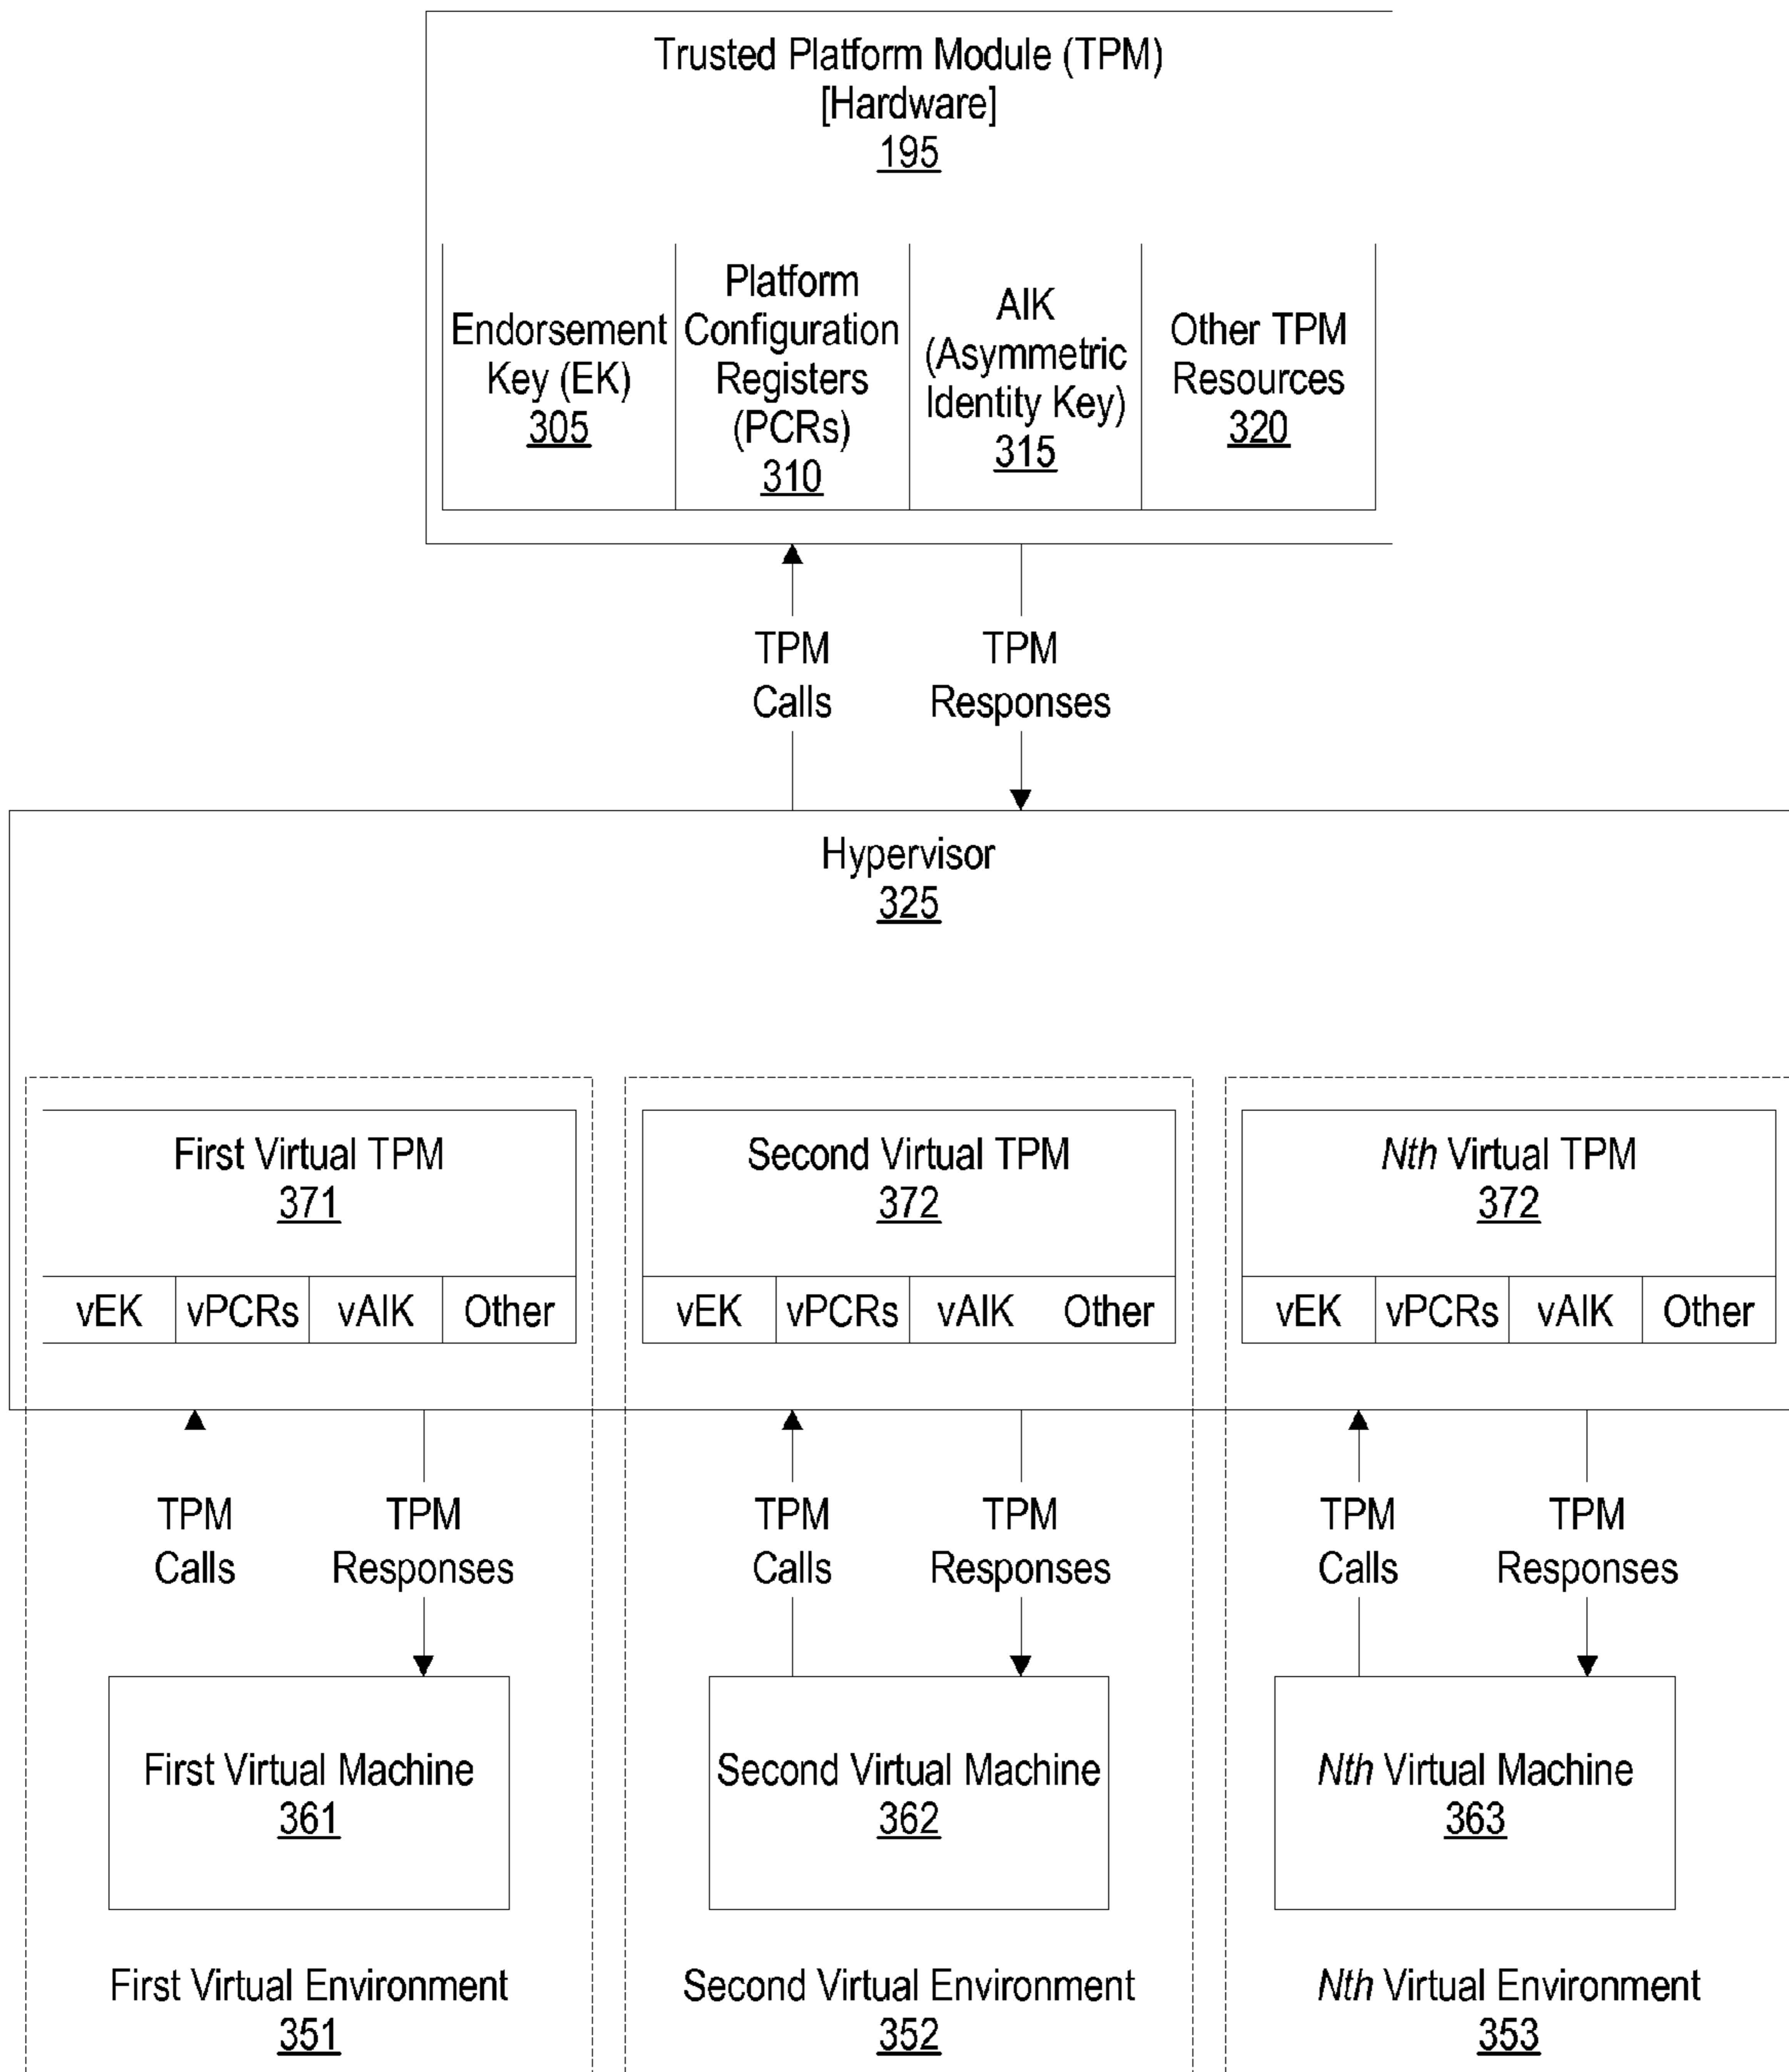 Trusted Platform Module (TPM)
[Hardware]
195
Endorsement
Key (EK)
305
Platform
Configuration
Registers
(PCRs)
310
AIK
(Asymmetric
Identity Key)
315
Other TPM
Resources
320
TPM
Calls
TPM
Responses
Hypervisor
325
First Virtual TPM
371
vEK
vPCRs
vAIK
Other
Second Virtual TPM
372
vEK
vPCRs
vAIK
Other
Nth Virtual TPM
372
vEK
vPCRs
vAIK
Other
TPM
Calls
TPM
Responses
TPM
Calls
TPM
Responses
TPM
Calls
TPM
Responses
First Virtual Machine
361
Second Virtual Machine
362
Nth Virtual Machine
363
First Virtual Environment
351
Second Virtual Environment
352
Nth Virtual Environment
353